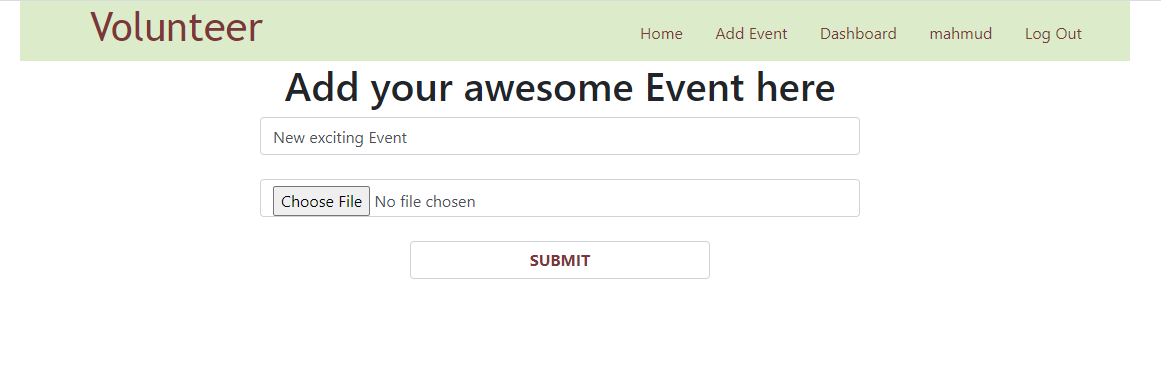 Volunteer
Home Add Event Dashboard mahmud Log Out
Add your awesome Event here
New exciting Event
Choose File No file chosen
SUBMIT